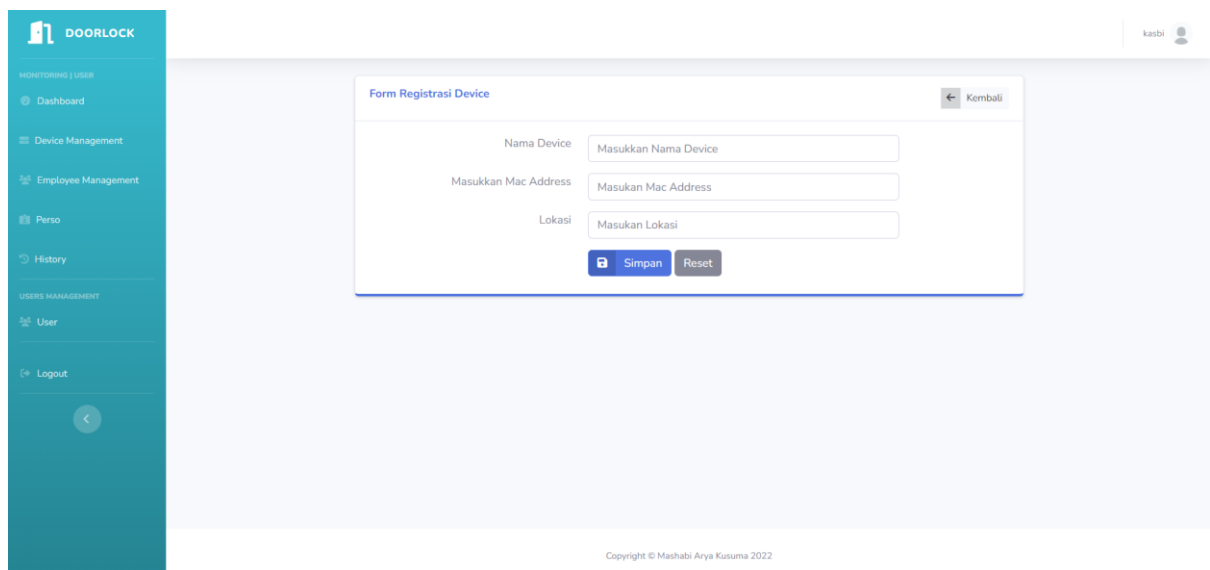 DOORLOCK
kasbi
MONITORING | USER
Dashboard
Device Management
Employee Management
Perso
History
USERS MANAGEMENT
User
Logout
Form Registrasi Device
Kembali
Nama Device
Masukkan Nama Device
Masukkan Mac Address
Masukan Mac Address
Lokasi
Masukan Lokasi
Simpan
Reset
Copyright © Mashabi Arya Kusuma 2022